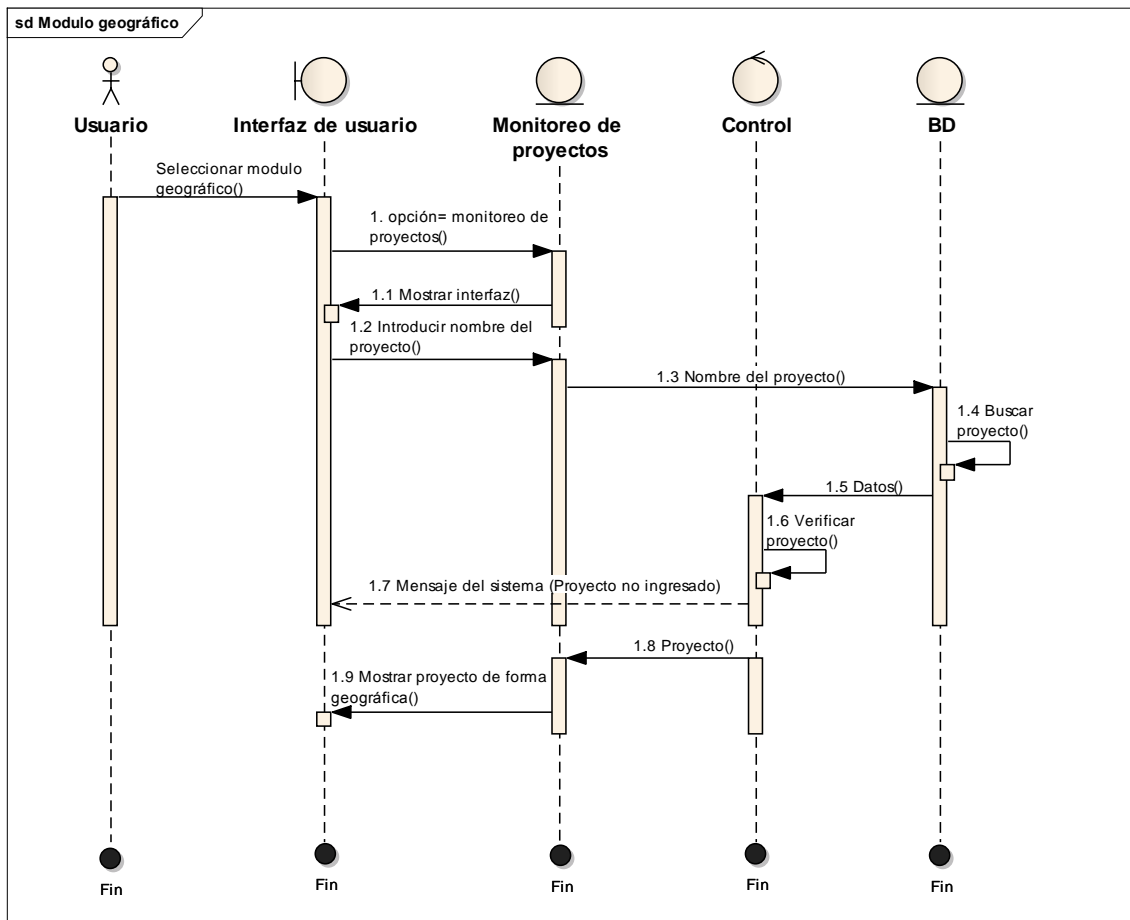 sd Modulo geográfico
Usuario
Interfaz de usuario
Monitoreo de
proyectos
Control
BD
Seleccionar modulo
geográfico()
1. opción= monitoreo de
proyectos()
1.1 Mostrar interfaz()
1.2 Introducir nombre del
proyecto()
1.3 Nombre del proyecto()
1.4 Buscar
proyecto()
1.5 Datos()
1.6 Verificar
proyecto()
1.7 Mensaje del sistema (Proyecto no ingresado)
1.8 Proyecto()
1.9 Mostrar proyecto de forma
geográfica()
Fin
Fin
Fin
Fin
Fin